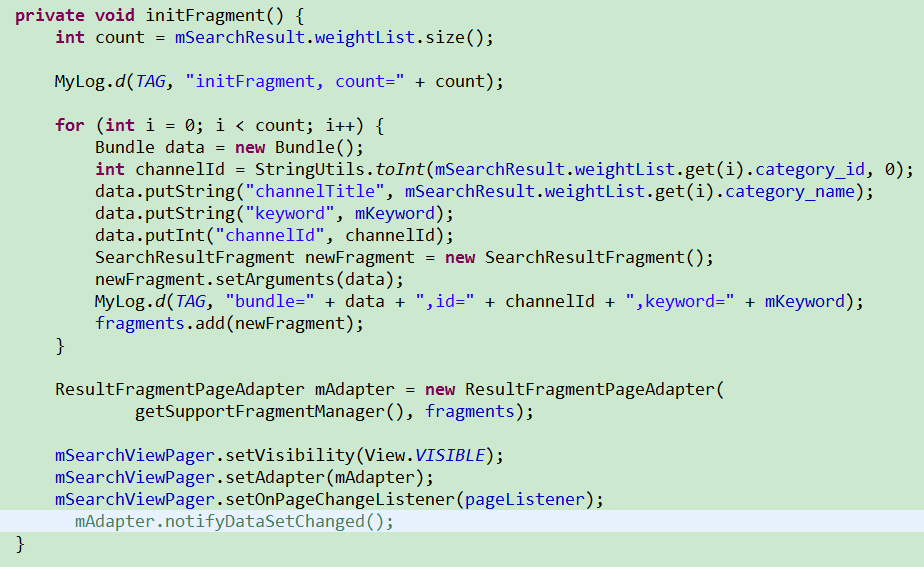 private void initFragment() {
    int count = mSearchResult.weightList.size();

    MyLog.d(TAG, "initFragment, count=" + count);

    for (int i = 0; i < count; i++) {
        Bundle data = new Bundle();
        int channelId = StringUtils.toInt(mSearchResult.weightList.get(i).category_id, 0);
        data.putString("channelTitle", mSearchResult.weightList.get(i).category_name);
        data.putString("keyword", mKeyword);
        data.putInt("channelId", channelId);
        SearchResultFragment newFragment = new SearchResultFragment();
        newFragment.setArguments(data);
        MyLog.d(TAG, "bundle=" + data + ",id=" + channelId + ",keyword=" + mKeyword);
        fragments.add(newFragment);
    }

    ResultFragmentPageAdapter mAdapter = new ResultFragmentPageAdapter(
            getSupportFragmentManager(), fragments);

    mSearchViewPager.setVisibility(View.VISIBLE);
    mSearchViewPager.setAdapter(mAdapter);
    mSearchViewPager.setOnPageChangeListener(pageListener);
      mAdapter.notifyDataSetChanged();
}